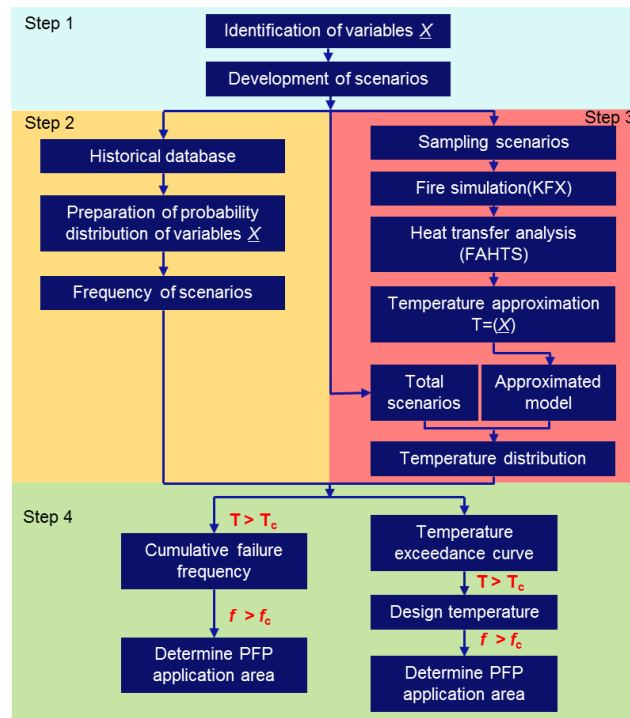 Step 1
Identification of variables X
Development of scenarios
Step 2
Historical database
Preparation of probability
distribution of variables X
Frequency of scenarios
Step 3
Sampling scenarios
Fire simulation(KFX)
Heat transfer analysis
(FAHTS)
Temperature approximation
T=(X)
Total
scenarios
Approximated
model
Temperature distribution
Step 4
T > Tc
Cumulative failure
frequency
f > fc
Determine PFP
application area
Temperature
exceedance curve
T > Tc
Design temperature
f > fc
Determine PFP
application area